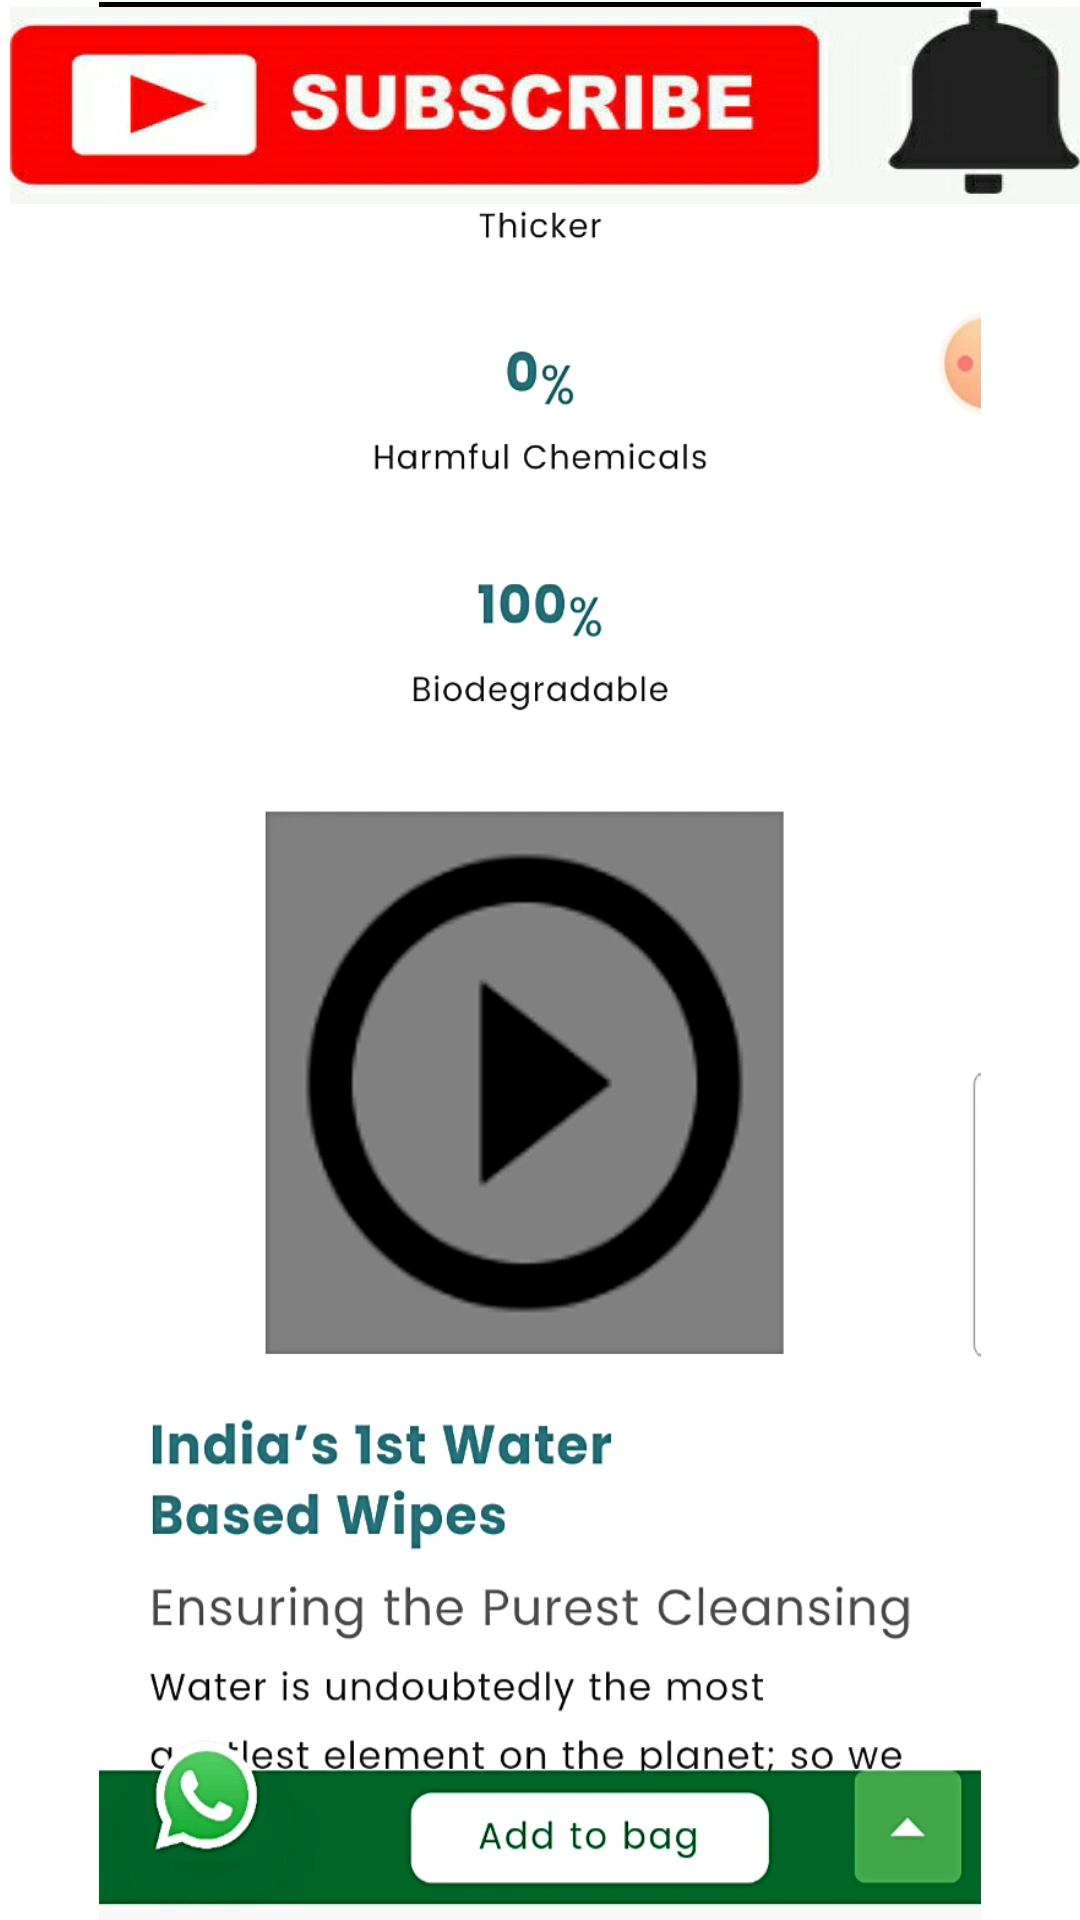 SUBSCRIBE
Thicker
0%
Harmful Chemicals
100%
Biodegradable
India’s 1st Water
Based Wipes
Ensuring the Purest Cleansing
Water is undoubtedly the most
element on the planet; so we
Add to bag